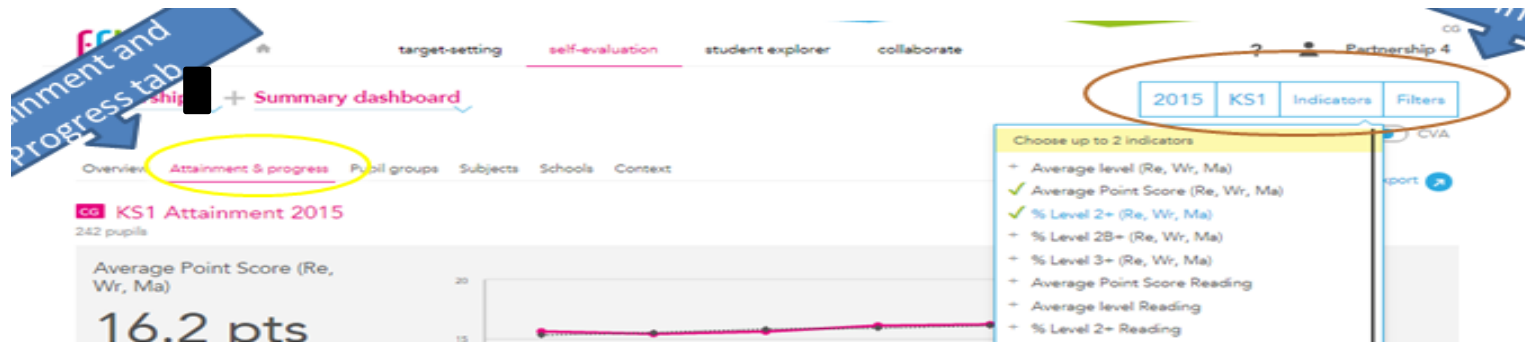 CG
target-setting self-evaluation student explorer collaborate ? Partnership 4
+ Summary dashboard
2015 KS1 Indicators Filters
Attainment and
Progress tab
CVA
Choose up to 2 indicators
Overview Attainment & progress Pupil groups Subjects Schools Context
+ Average level (Re, Wr, Ma)
✓ Average Point Score (Re, Wr, Ma)
✓ % Level 2+ (Re, Wr, Ma)
+ % Level 2B+ (Re, Wr, Ma)
+ % Level 3+ (Re, Wr, Ma)
+ Average Point Score Reading
+ Average level Reading
+ % Level 2+ Reading
CG KS1 Attainment 2015
242 pupils
Average Point Score (Re,
Wr, Ma)
16.2 pts
20
15